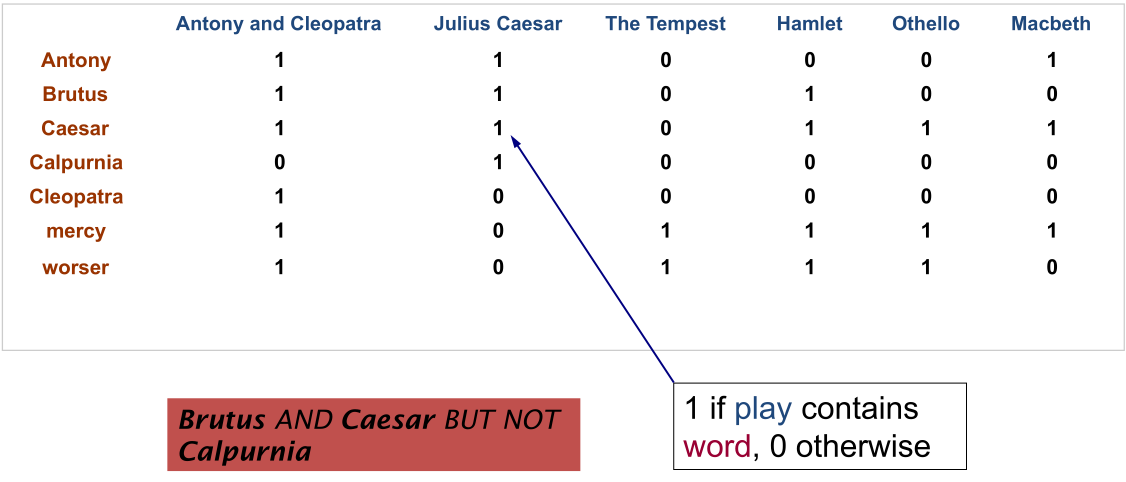 Antony and Cleopatra Julius Caesar The Tempest Hamlet Othello Macbeth
Antony 1 1 0 0 0 1
Brutus 1 1 0 1 0 0
Caesar 1 1 0 1 1 1
Calpurnia 0 1 0 0 0 0
Cleopatra 1 0 0 0 0 0
mercy 1 0 1 1 1 1
worser 1 0 1 1 1 0
Brutus AND Caesar BUT NOT
Calpurnia
1 if play contains
word, 0 otherwise